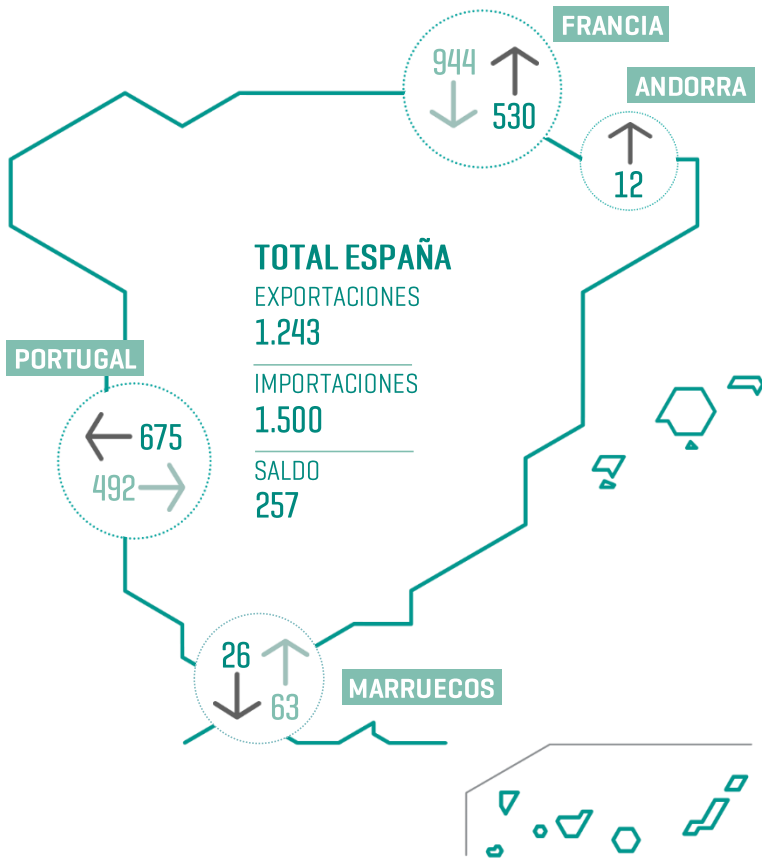 FRANCIA
944
530
ANDORRA
12
TOTAL ESPAÑA
EXPORTACIONES
1.243
IMPORTACIONES
1.500
SALDO
257
PORTUGAL
675
492
26
63
MARRUECOS